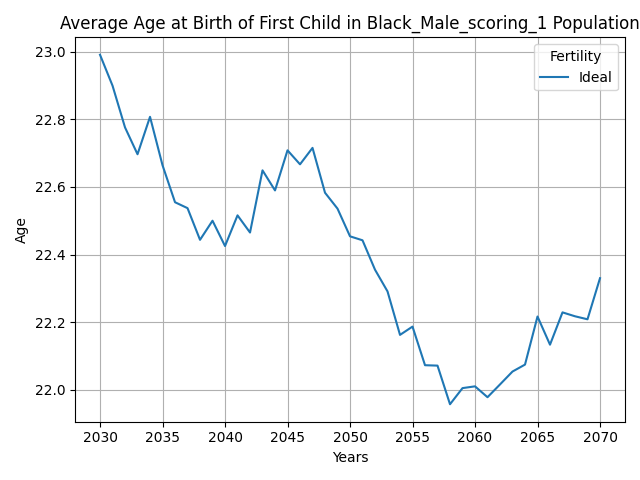 Average Age at Birth of First Child in Black_Male_scoring_1 Population
Fertility
Ideal
Age
23.0
22.8
22.6
22.4
22.2
22.0
2030 2035 2040 2045 2050 2055 2060 2065 2070
Years